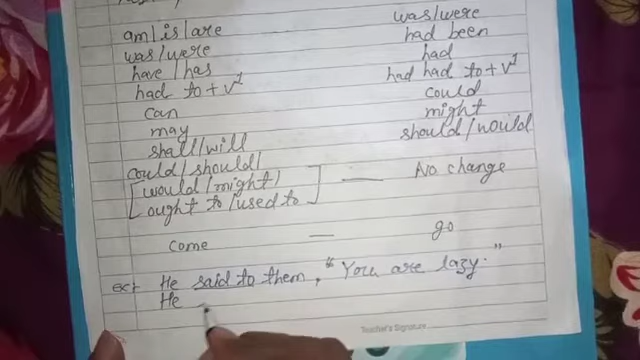 am/is/are was/were
was/were had been
have/has had
had to+V¹ had had to+V¹
can could
may might
shall/will should/would
could/should/
would/might/ — No change
ought to/used to
come — go
ex: He said to them, "You are lazy."
He
Teacher's Signature